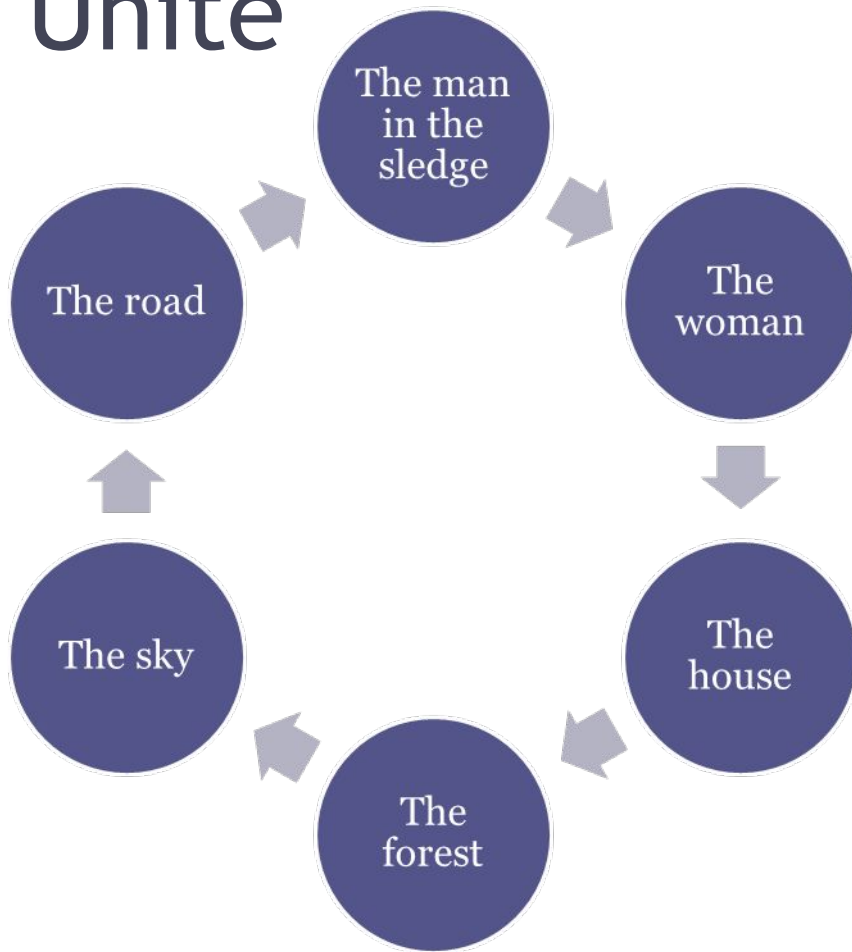 Unite
The man
in the
sledge
The
woman
The
house
The
forest
The sky
The road